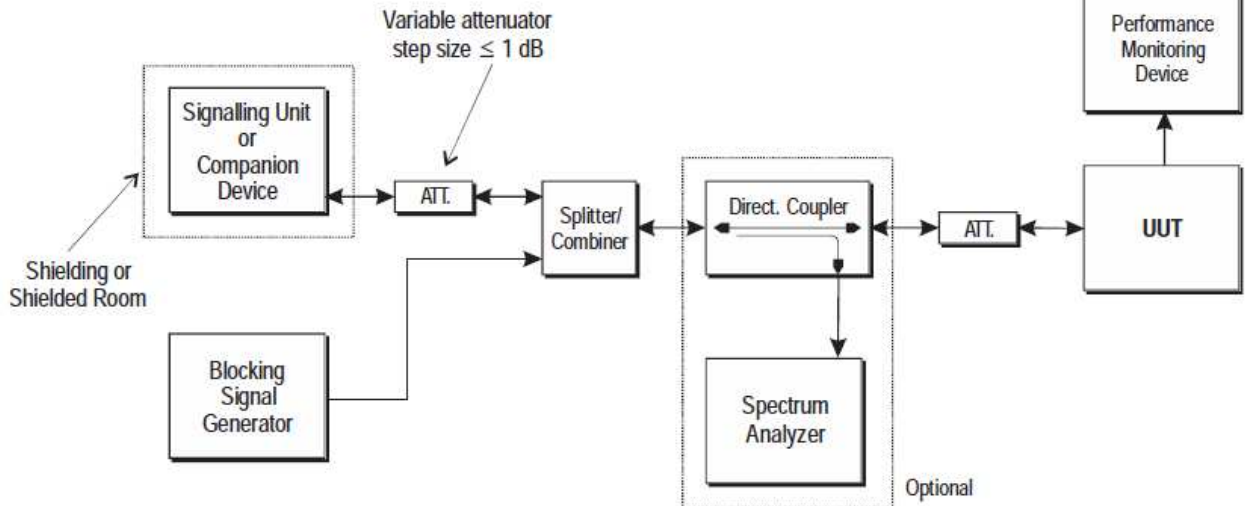 Variable attenuator
step size ≤ 1 dB
Performance
Monitoring
Device
Signalling Unit
or
Companion
Device
ATT.
Splitter/
Combiner
Direct. Coupler
ATT.
UUT
Shielding or
Shielded Room
Blocking
Signal
Generator
Spectrum
Analyzer
Optional